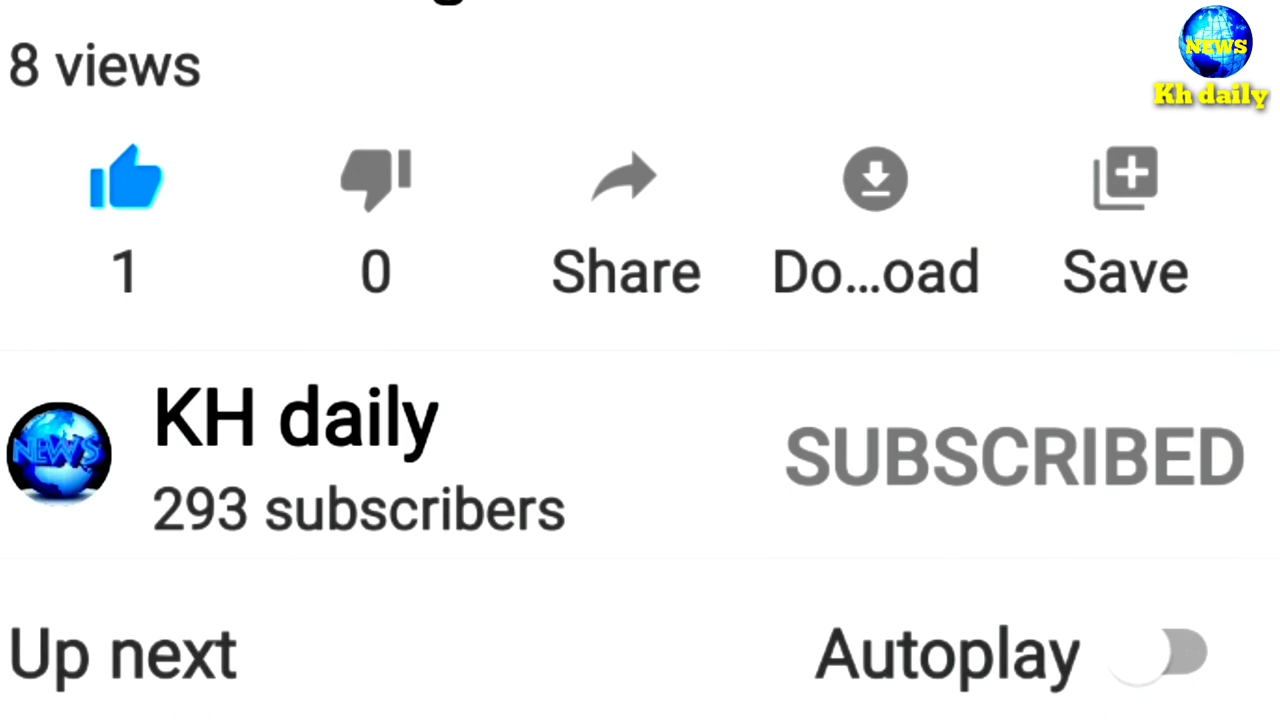 8 views
NEWS
Kh daily
1
0
Share
Do...oad
Save
KH daily
NEWS
293 subscribers
SUBSCRIBED
Up next
Autoplay